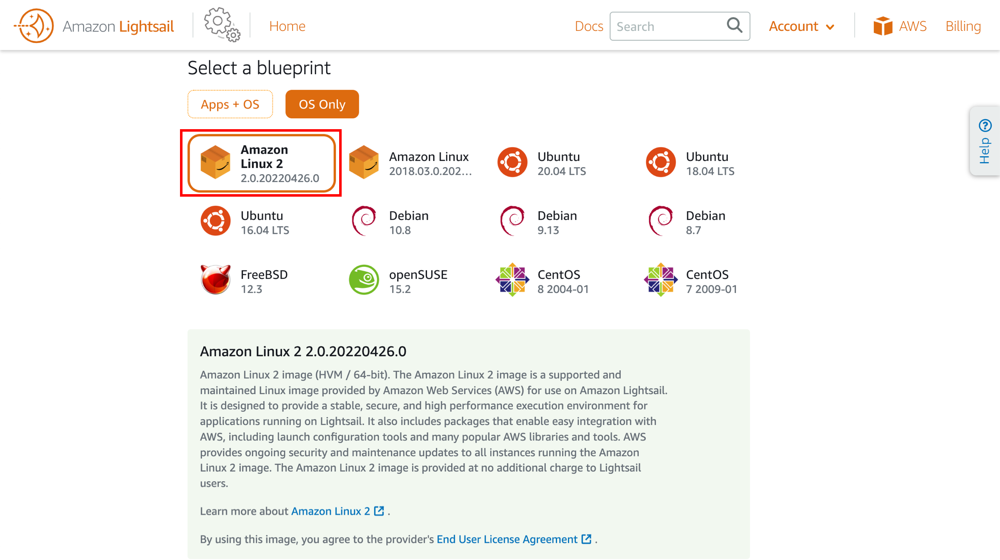 Amazon Lightsail
Home
Docs
Search
Account
AWS
Billing
Select a blueprint
Apps + OS
OS Only
Help
Amazon
Linux 2
2.0.20220426.0
Amazon Linux
2018.03.0.202...
Ubuntu
20.04 LTS
Ubuntu
18.04 LTS
Ubuntu
16.04 LTS
Debian
10.8
Debian
9.13
Debian
8.7
FreeBSD
12.3
openSUSE
15.2
CentOS
8 2004-01
CentOS
7 2009-01
Amazon Linux 2 2.0.20220426.0
Amazon Linux 2 image (HVM / 64-bit). The Amazon Linux 2 image is a supported and
maintained Linux image provided by Amazon Web Services (AWS) for use on Amazon Lightsail.
It is designed to provide a stable, secure, and high performance execution environment for
applications running on Lightsail. It also includes packages that enable easy integration with
AWS, including launch configuration tools and many popular AWS libraries and tools. AWS
provides ongoing security and maintenance updates to all instances running the Amazon
Linux 2 image. The Amazon Linux 2 image is provided at no additional charge to Lightsail
users.
Learn more about Amazon Linux 2 .
By using this image, you agree to the provider's End User License Agreement .